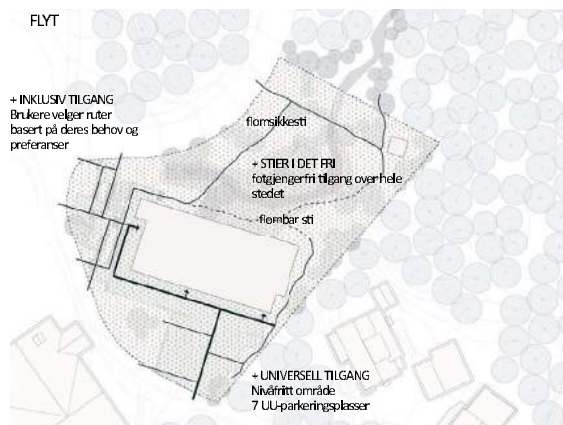 FLYT
+ INKLUSIV TILGANG
Brukere velger ruter
basert på deres behov og
preferanser
flomsikkesti
+ STIER I DET FRI
fotgjengerfri tilgang over hele
stedet
flombar sti
+ UNIVERSELL TILGANG
Nivåfritt område
7 UU-parkeringsplasser